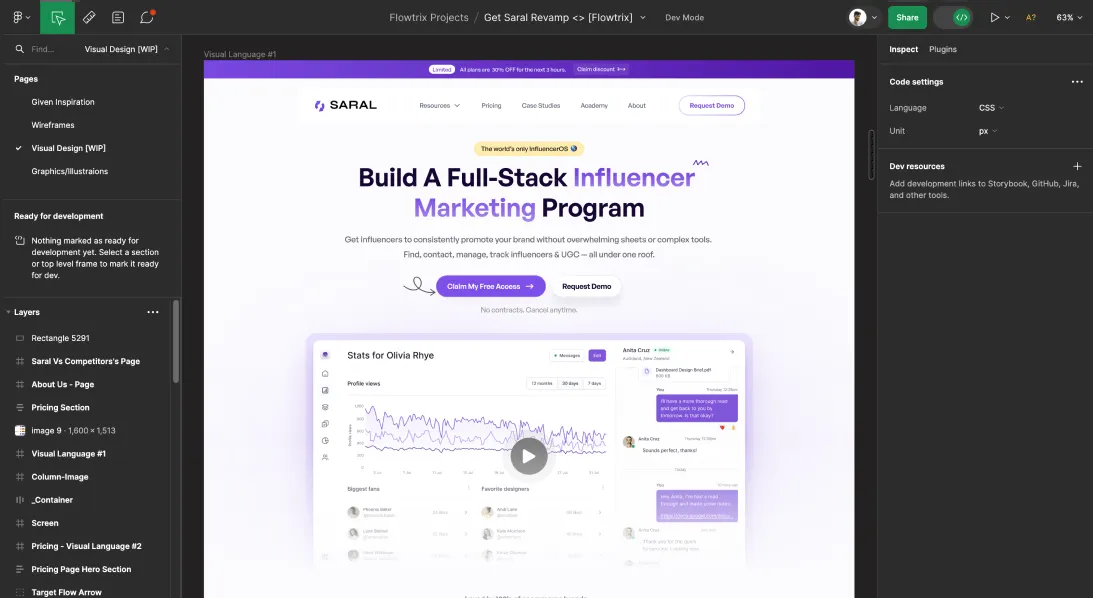 Flowtrix Projects / Get Saral Revamp <> [Flowtrix]
Dev Mode
Share
A?
63%
Find...
Visual Design [WIP]
Pages
Given Inspiration
Wireframes
Visual Design [WIP]
Graphics/Illustraions
Ready for development
Nothing marked as ready for
development yet. Select a section
or top level frame to mark it ready
for dev.
Layers
Rectangle 5291
Saral Vs Competitors's Page
About Us - Page
Pricing Section
image 9 · 1,600 × 1,513
Visual Language #1
Column-Image
_Container
Screen
Pricing - Visual Language #2
Pricing Page Hero Section
Target Flow Arrow
Visual Language #1
Limited All plans are 30% OFF for the next 3 hours. Claim discount
SARAL
Resources
Pricing
Case Studies
Academy
About
Request Demo
The world's only InfluencerOS
Build A Full-Stack Influencer
Marketing Program
Get influencers to consistently promote your brand without overwhelming sheets or complex tools.
Find, contact, manage, track influencers & UGC — all under one roof.
Claim My Free Access
Request Demo
No contracts. Cancel anytime.
Stats for Olivia Rhye
Messages
Profile views
12 months
30 days
7 days
Biggest fans
Favorite designers
Anita Cruz
Online
Auckland, New Zealand
Dashboard Design Brief.pdf
You
I'll have a more thorough read
and get back to you by
tomorrow. Is that okay?
Anita Cruz
Sounds perfect, thanks!
You
Anita Cruz
Inspect
Plugins
Code settings
Language
CSS
Unit
px
Dev resources
Add development links to Storybook, GitHub, Jira,
and other tools.